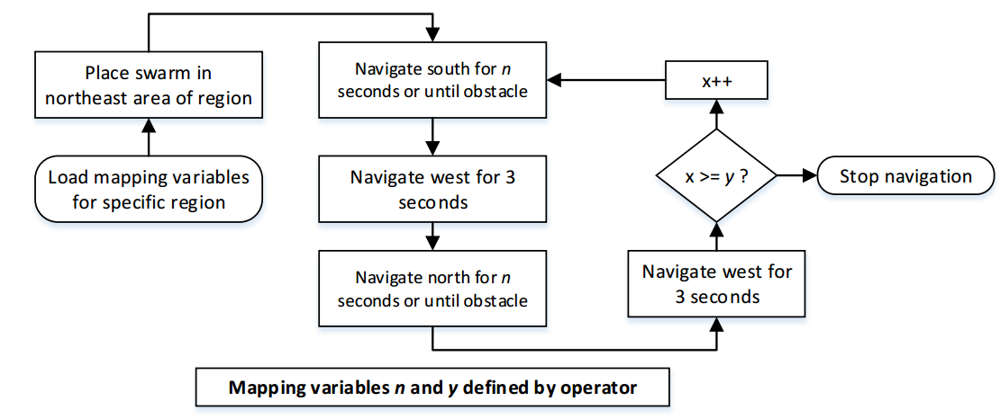 Load mapping variables
for specific region
Place swarm in
northeast area of region
Navigate south for n
seconds or until obstacle
Navigate west for 3
seconds
Navigate north for n
seconds or until obstacle
Navigate west for
3 seconds
x >= y ?
x++
Stop navigation
Mapping variables n and y defined by operator